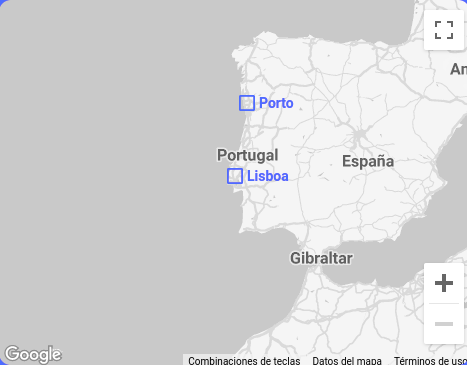 An
Porto
Portugal
España
Lisboa
Gibraltar
Google
Combinaciones de teclas
Datos del mapa
Términos de uso